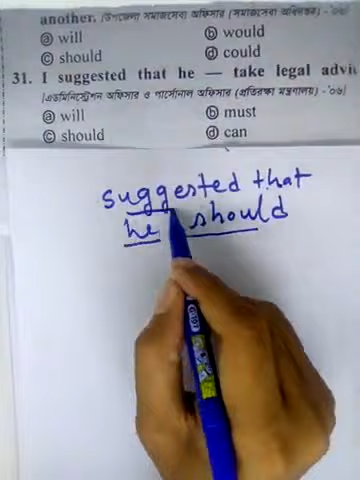 another. [উপজেলা সমাজসেবা অফিসার (সমাজসেবা অধিদপ্তর) -'০৬]
ⓐ will ⓑ would
ⓒ should ⓓ could
31. I suggested that he — take legal advi
[এডমিনিস্ট্রেশন অফিসার ও পার্সোনাল অফিসার (প্রতিরক্ষা মন্ত্রণালয়) -'০৬]
ⓐ will ⓑ must
ⓒ should ⓓ can
suggested that
he should